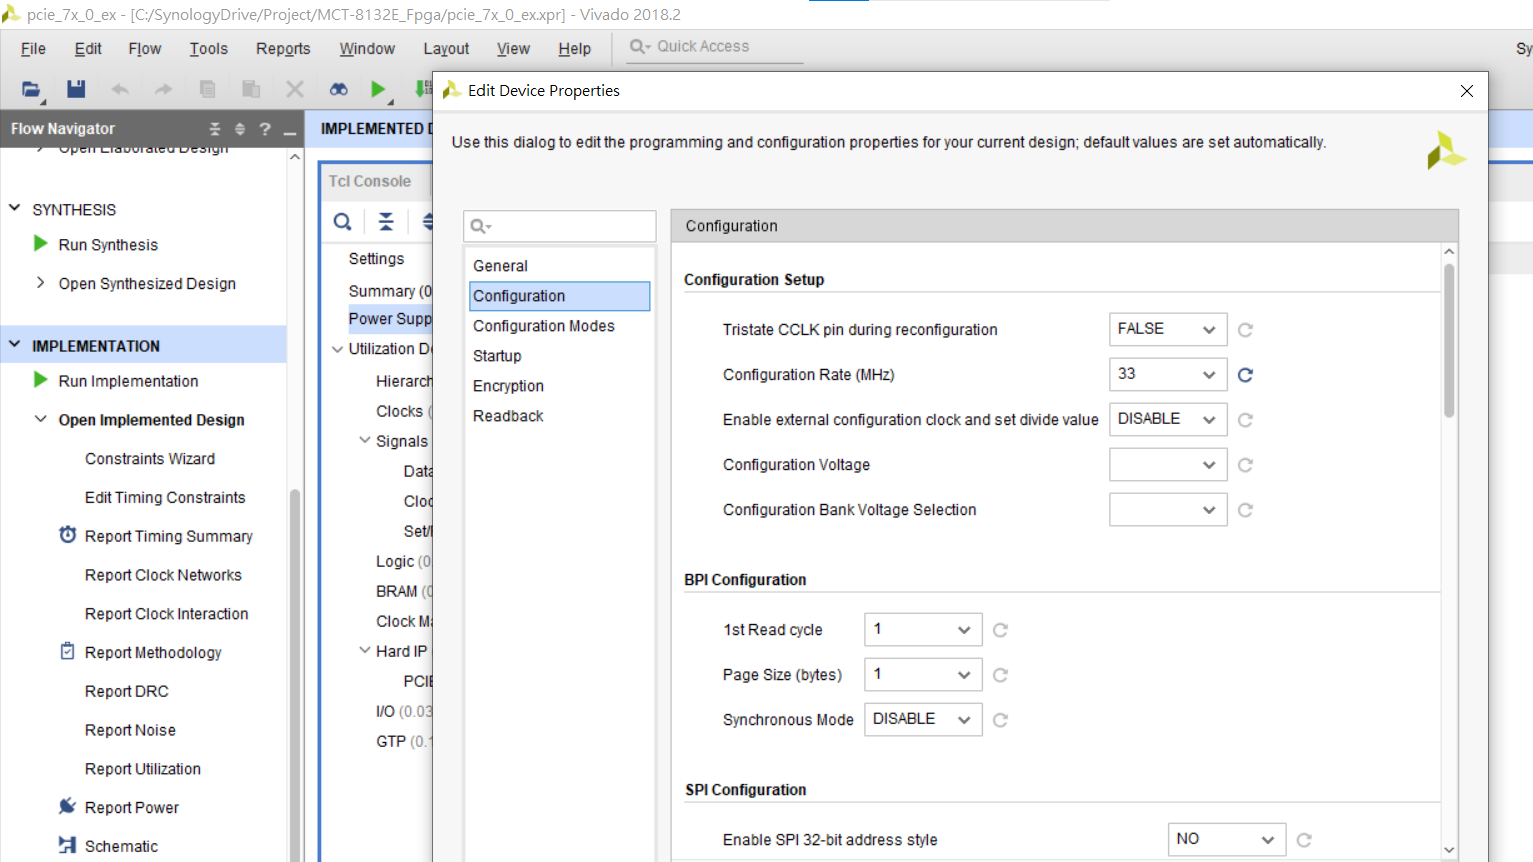 pcie_7x_0_ex - [C:/SynologyDrive/Project/MCT-8132E_Fpga/pcie_7x_0_ex.xpr] - Vivado 2018.2
File Edit Flow Tools Reports Window Layout View Help Quick Access
Flow Navigator
Open Elaborated Design
SYNTHESIS
Run Synthesis
Open Synthesized Design
IMPLEMENTATION
Run Implementation
Open Implemented Design
Constraints Wizard
Edit Timing Constraints
Report Timing Summary
Report Clock Networks
Report Clock Interaction
Report Methodology
Report DRC
Report Noise
Report Utilization
Report Power
Schematic
IMPLEMENTED D
Tcl Console
Settings
Summary (0
Power Supp
Utilization De
Hierarch
Clocks (
Signals
Data
Cloc
Set/
Logic (0
BRAM (
Clock Ma
Hard IP
PCIE
I/O (0.03
GTP (0.1
Edit Device Properties
Use this dialog to edit the programming and configuration properties for your current design; default values are set automatically.
General
Configuration
Configuration Modes
Startup
Encryption
Readback
Configuration
Configuration Setup
Tristate CCLK pin during reconfiguration FALSE
Configuration Rate (MHz) 33
Enable external configuration clock and set divide value DISABLE
Configuration Voltage
Configuration Bank Voltage Selection
BPI Configuration
1st Read cycle 1
Page Size (bytes) 1
Synchronous Mode DISABLE
SPI Configuration
Enable SPI 32-bit address style NO